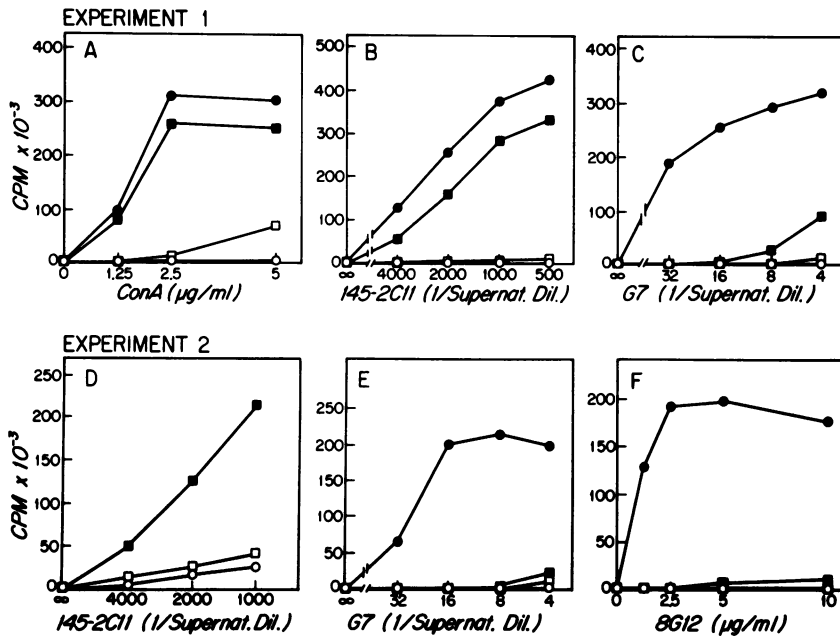 EXPERIMENT 1
A
400
300
200
100
0
CPM x 10⁻³
0 1.25 2.5 5
ConA (μg/ml)
B
500
400
300
200
100
0
∞ 4000 2000 1000 500
145-2C11 (1/Supernat. Dil.)
C
400
300
200
100
0
∞ 32 16 8 4
G7 (1/Supernat. Dil.)
EXPERIMENT 2
D
250
200
150
100
50
0
CPM x 10⁻³
∞ 4000 2000 1000
145-2C11 (1/Supernat. Dil.)
E
250
200
150
100
50
0
∞ 32 16 8 4
G7 (1/Supernat. Dil.)
F
200
150
100
50
0
0 2.5 5 10
8G12 (μg/ml)